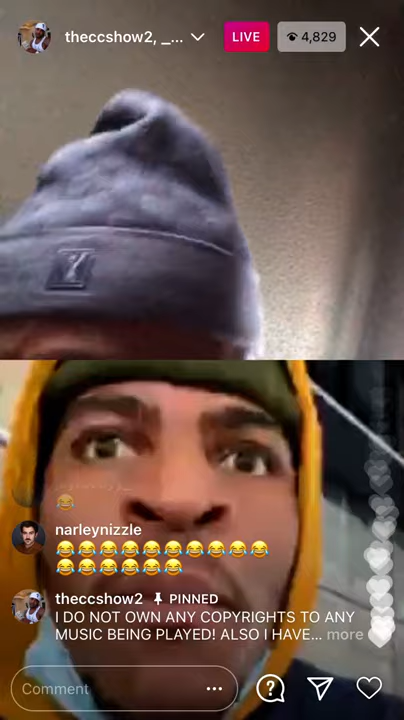 theccshow2, _...
LIVE
4,829
narleynizzle
😂😂😂😂😂😂😂😂😂😂
😂😂😂😂😂😂
theccshow2 PINNED
I DO NOT OWN ANY COPYRIGHTS TO ANY
MUSIC BEING PLAYED! ALSO I HAVE... more
Comment